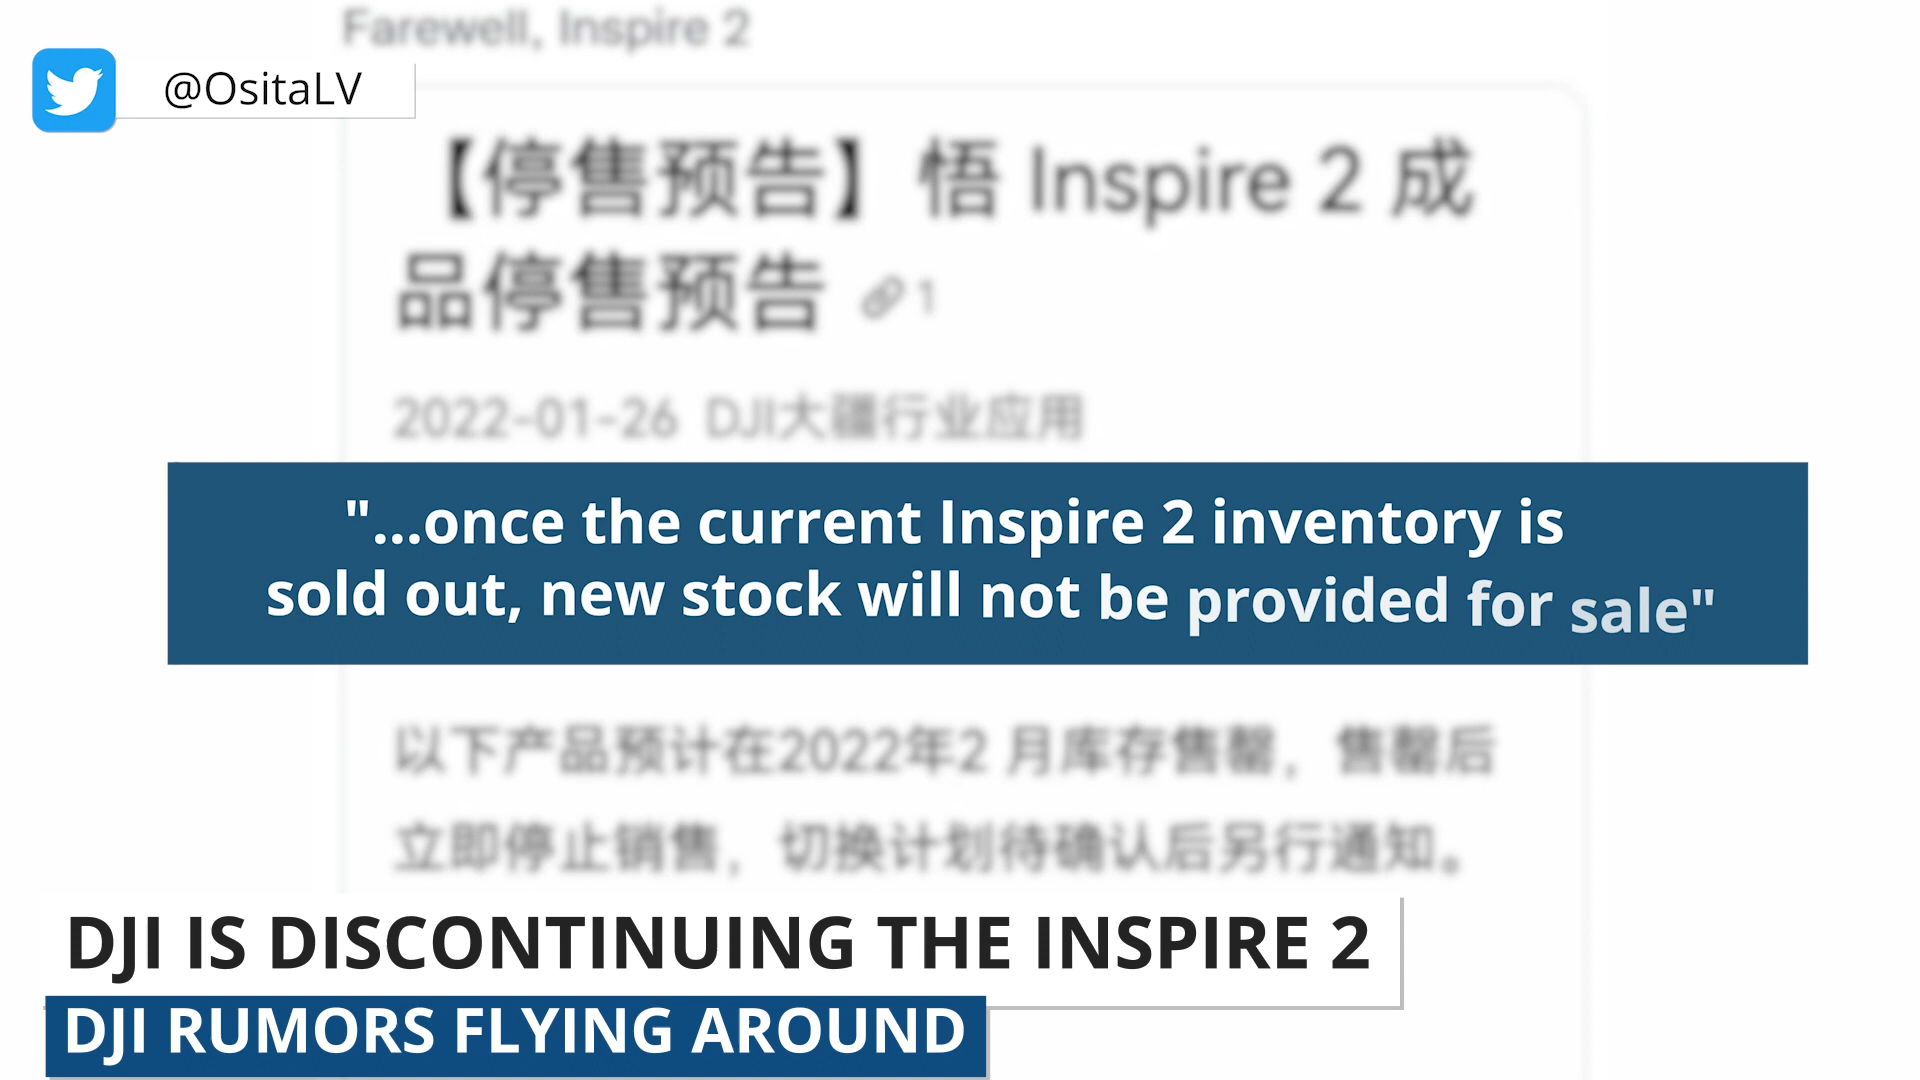 Farewell, Inspire 2
@OsitaLV
【停售预告】悟 Inspire 2 成
品停售预告 1
2022-01-26 DJI大疆行业应用
"...once the current Inspire 2 inventory is
sold out, new stock will not be provided for sale"
以下产品预计在2022年2 月库存售罄，售罄后
立即停止销售，切换计划待确认后另行通知。
DJI IS DISCONTINUING THE INSPIRE 2
DJI RUMORS FLYING AROUND